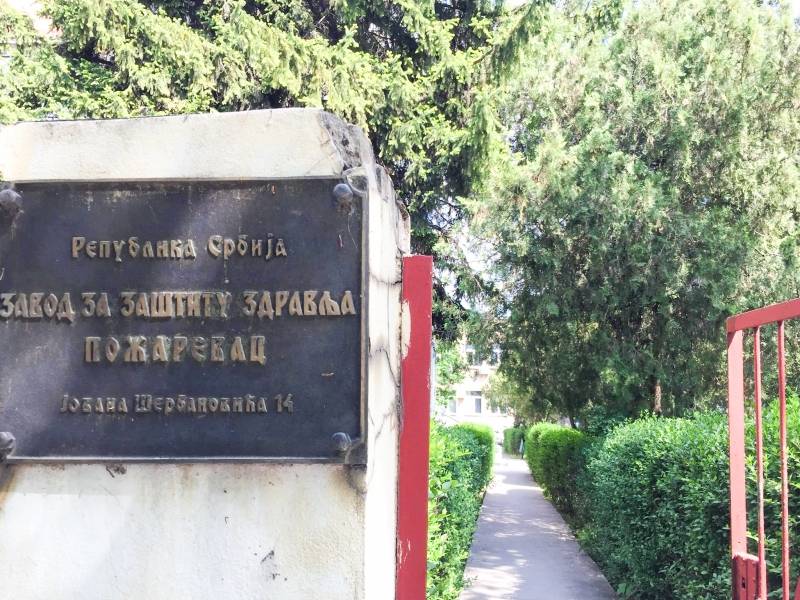 Република Србија
ЗАВОД ЗА ЗАШТИТУ ЗДРАВЉА
ПОЖАРЕВАЦ
Јована Шербановића 14